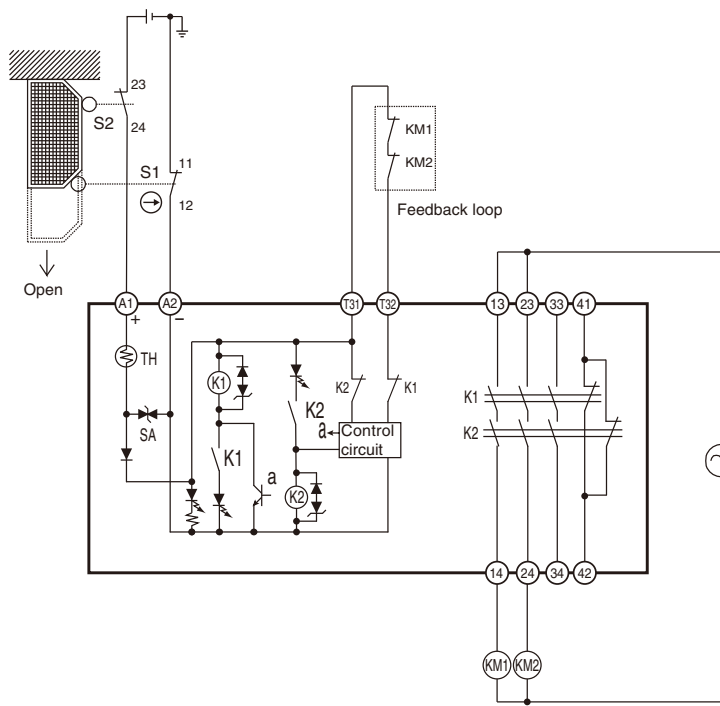 23
S2
24
S1
11
12
KM1
KM2
Feedback loop
Open
A1
A2
T31
T32
13
23
33
41
+
−
TH
K1
K2
K1
K2
K1
K2
SA
a
Control
circuit
K1
a
K2
14
24
34
42
KM1
KM2